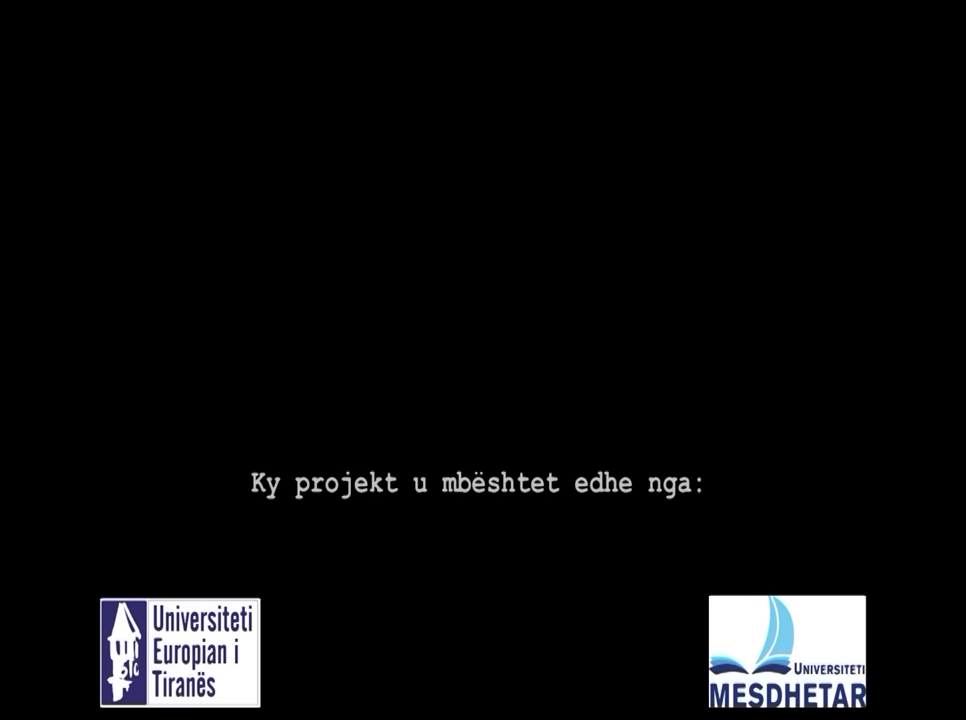 Ky projekt u mbështet edhe nga:
Universiteti
Europian i
Tiranës
UNIVERSITETI
MESDHETAR